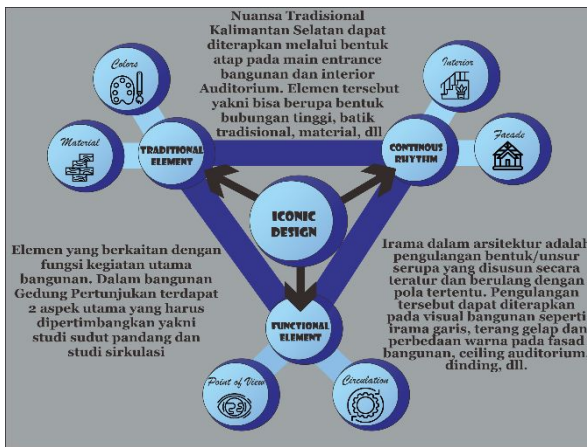 Nuansa Tradisional
Kalimantan Selatan dapat
diterapkan melalui bentuk
atap pada main entrance
bangunan dan interior
Auditorium. Elemen tersebut
yakni bisa berupa bentuk
bubungan tinggi, batik
tradisional, material, dll
Colors
Material
TRADITIONAL
ELEMENT
Interior
Facade
CONTENOUS
RHYTHM
ICONIC
DESIGN
Elemen yang berkaitan dengan
fungsi kegiatan utama
bangunan. Dalam bangunan
Gedung Pertunjukan terdapat
2 aspek utama yang harus
dipertimbangkan yakni
studi sudut pandang dan
studi sirkulasi
Irama dalam arsitektur adalah
pengulangan bentuk/unsur
serupa yang disusun secara
teratur dan berulang dengan
pola tertentu. Pengulangan
tersebut dapat diterapkan
pada visual bangunan seperti
irama garis, terang gelap dan
perbedaan warna pada fasad
bangunan, ceiling auditorium,
dinding, dll.
FUNCTIONAL
ELEMENT
Point of View
Circulation